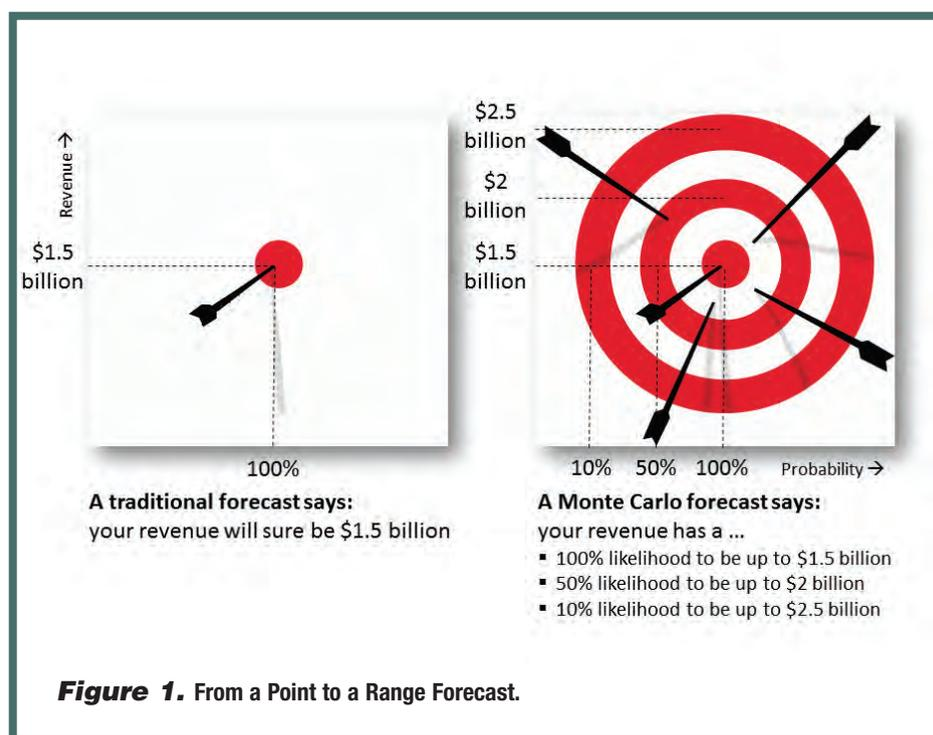 Revenue →
$1.5
billion
100%
A traditional forecast says:
your revenue will sure be $1.5 billion
$2.5
billion
$2
billion
$1.5
billion
10% 50% 100% Probability →
A Monte Carlo forecast says:
your revenue has a ...
▪ 100% likelihood to be up to $1.5 billion
▪ 50% likelihood to be up to $2 billion
▪ 10% likelihood to be up to $2.5 billion
Figure 1. From a Point to a Range Forecast.